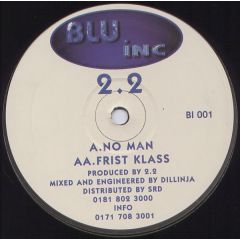 BLU
inc
2.2
BI 001
A.NO MAN
AA.FRIST KLASS
PRODUCED BY 2.2
MIXED AND ENGINEERED BY DILLINJA
DISTRIBUTED BY SRD
0181 802 3000
INFO
0171 708 3001